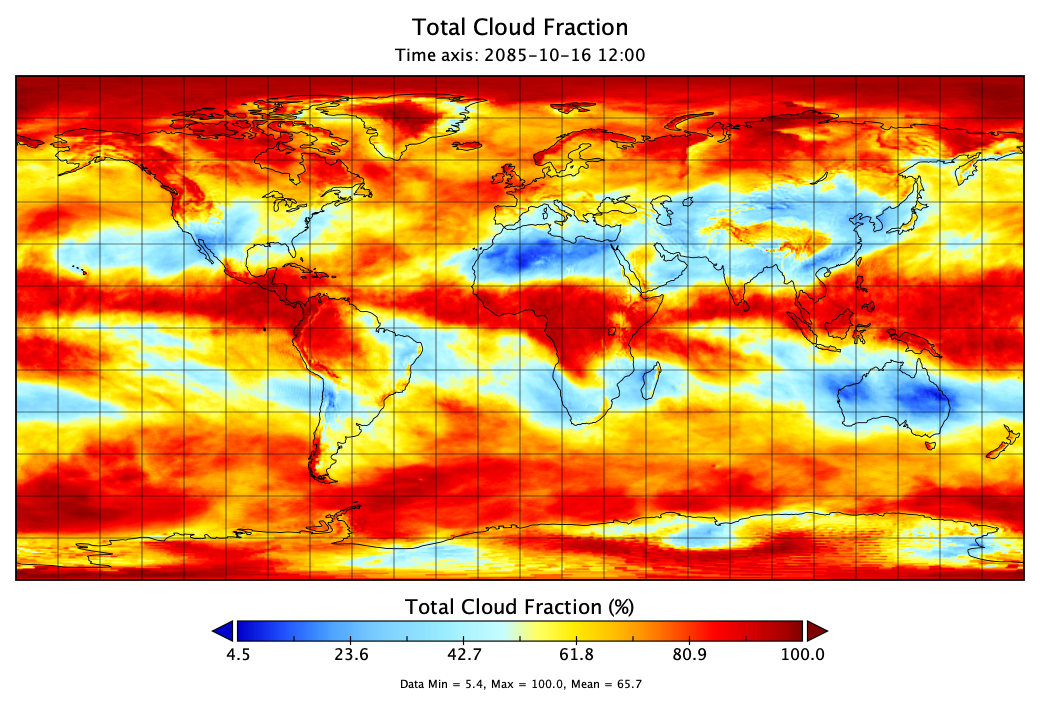 Total Cloud Fraction
Time axis: 2085-10-16 12:00
Total Cloud Fraction (%)
4.5 23.6 42.7 61.8 80.9 100.0
Data Min = 5.4, Max = 100.0, Mean = 65.7